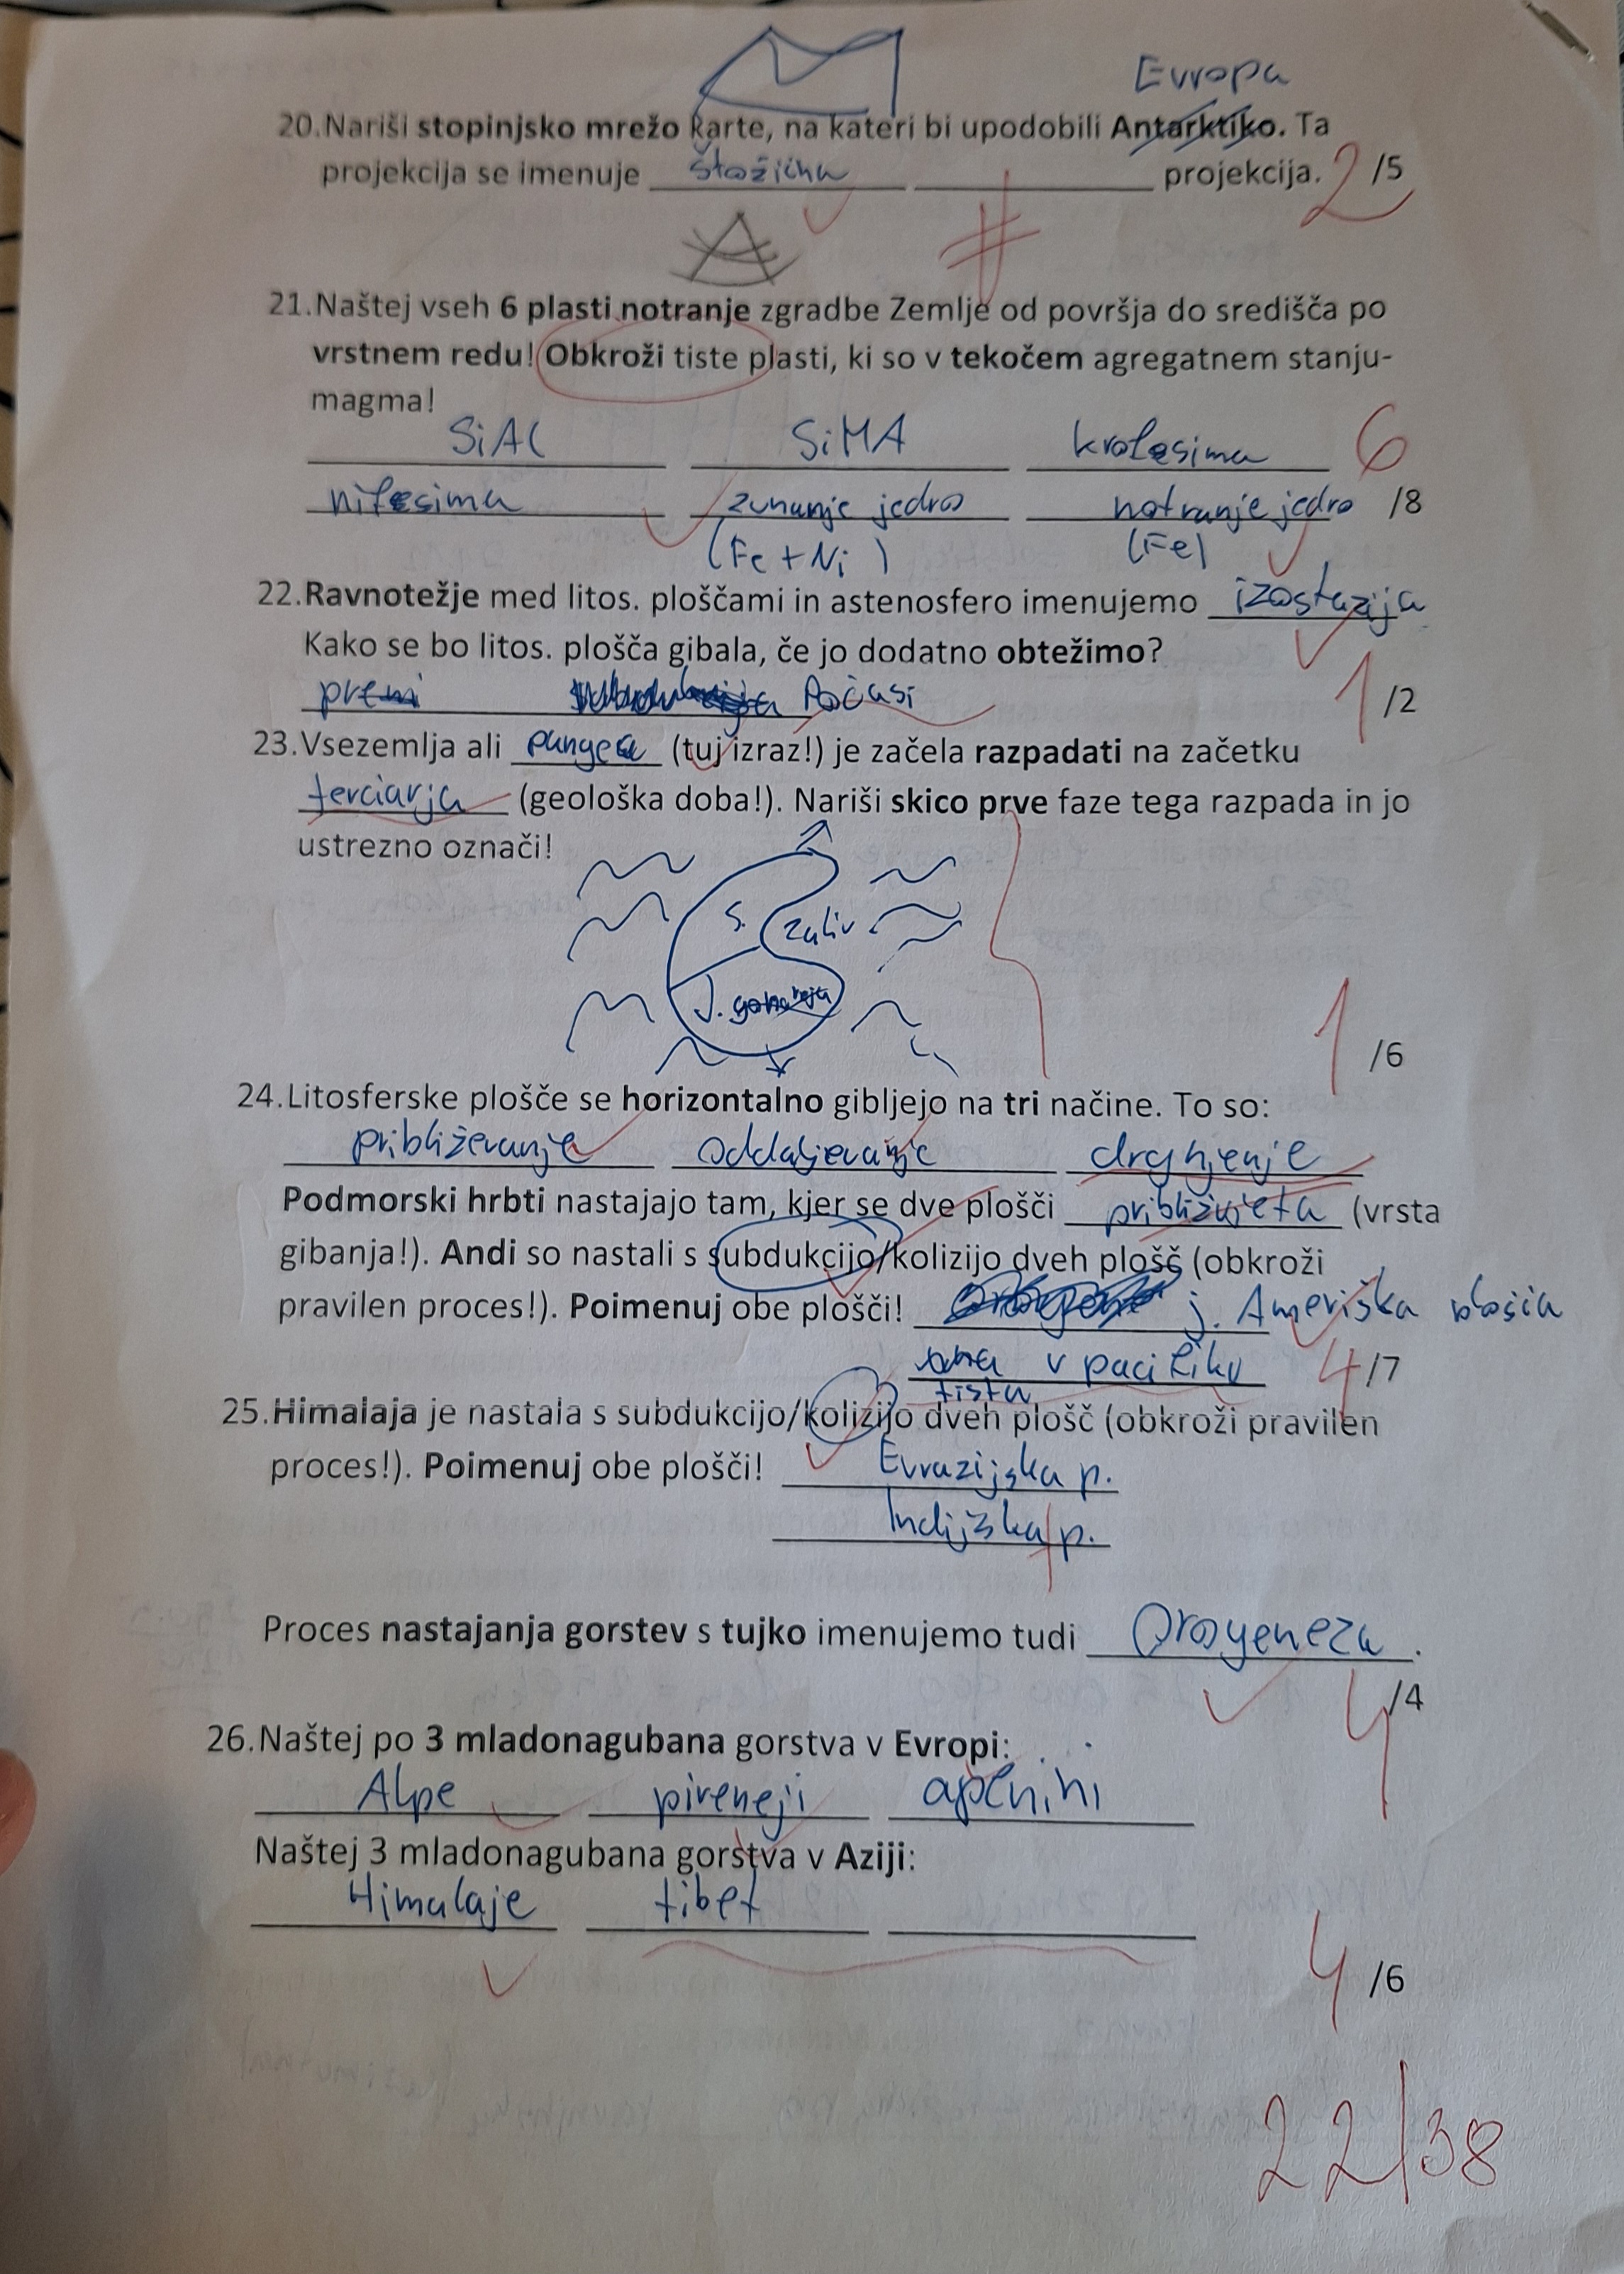 Evropa
20.Nariši stopinjsko mrežo karte, na kateri bi upodobili Antarktiko. Ta
projekcija se imenuje stožična projekcija. 2 /5
21.Naštej vseh 6 plasti notranje zgradbe Zemlje od površja do središča po
vrstnem redu! Obkroži tiste plasti, ki so v tekočem agregatnem stanju-
magma!
SiAl SiMA krofesima 6
nifesima zunanje jedro notranje jedro /8
(Fe + Ni) (Fe)
22.Ravnotežje med litos. ploščami in astenosfero imenujemo izostazija
Kako se bo litos. plošča gibala, če jo dodatno obtežimo?
Počasi 1 /2
23.Vsezemlja ali pangea (tuj izraz!) je začela razpadati na začetku
terciarja (geološka doba!). Nariši skico prve faze tega razpada in jo
ustrezno označi!
S. zaliv
J.
1 /6
24.Litosferske plošče se horizontalno gibljejo na tri načine. To so:
približevanje oddaljevanje drgnjenje
Podmorski hrbti nastajajo tam, kjer se dve plošči približujeta (vrsta
gibanja!). Andi so nastali s subdukcijo/kolizijo dveh plošč (obkroži
pravilen proces!). Poimenuj obe plošči! j. Ameriška plošča
v pacifiku 4/7
tista
25.Himalaja je nastala s subdukcijo/kolizijo dveh plošč (obkroži pravilen
proces!). Poimenuj obe plošči! Evrazijska p.
Indijska p.
Proces nastajanja gorstev s tujko imenujemo tudi Orogeneza.
4/4
26.Naštej po 3 mladonagubana gorstva v Evropi:
Alpe pireneji apenini
Naštej 3 mladonagubana gorstva v Aziji:
Himalaje tibet
4 /6
22/38